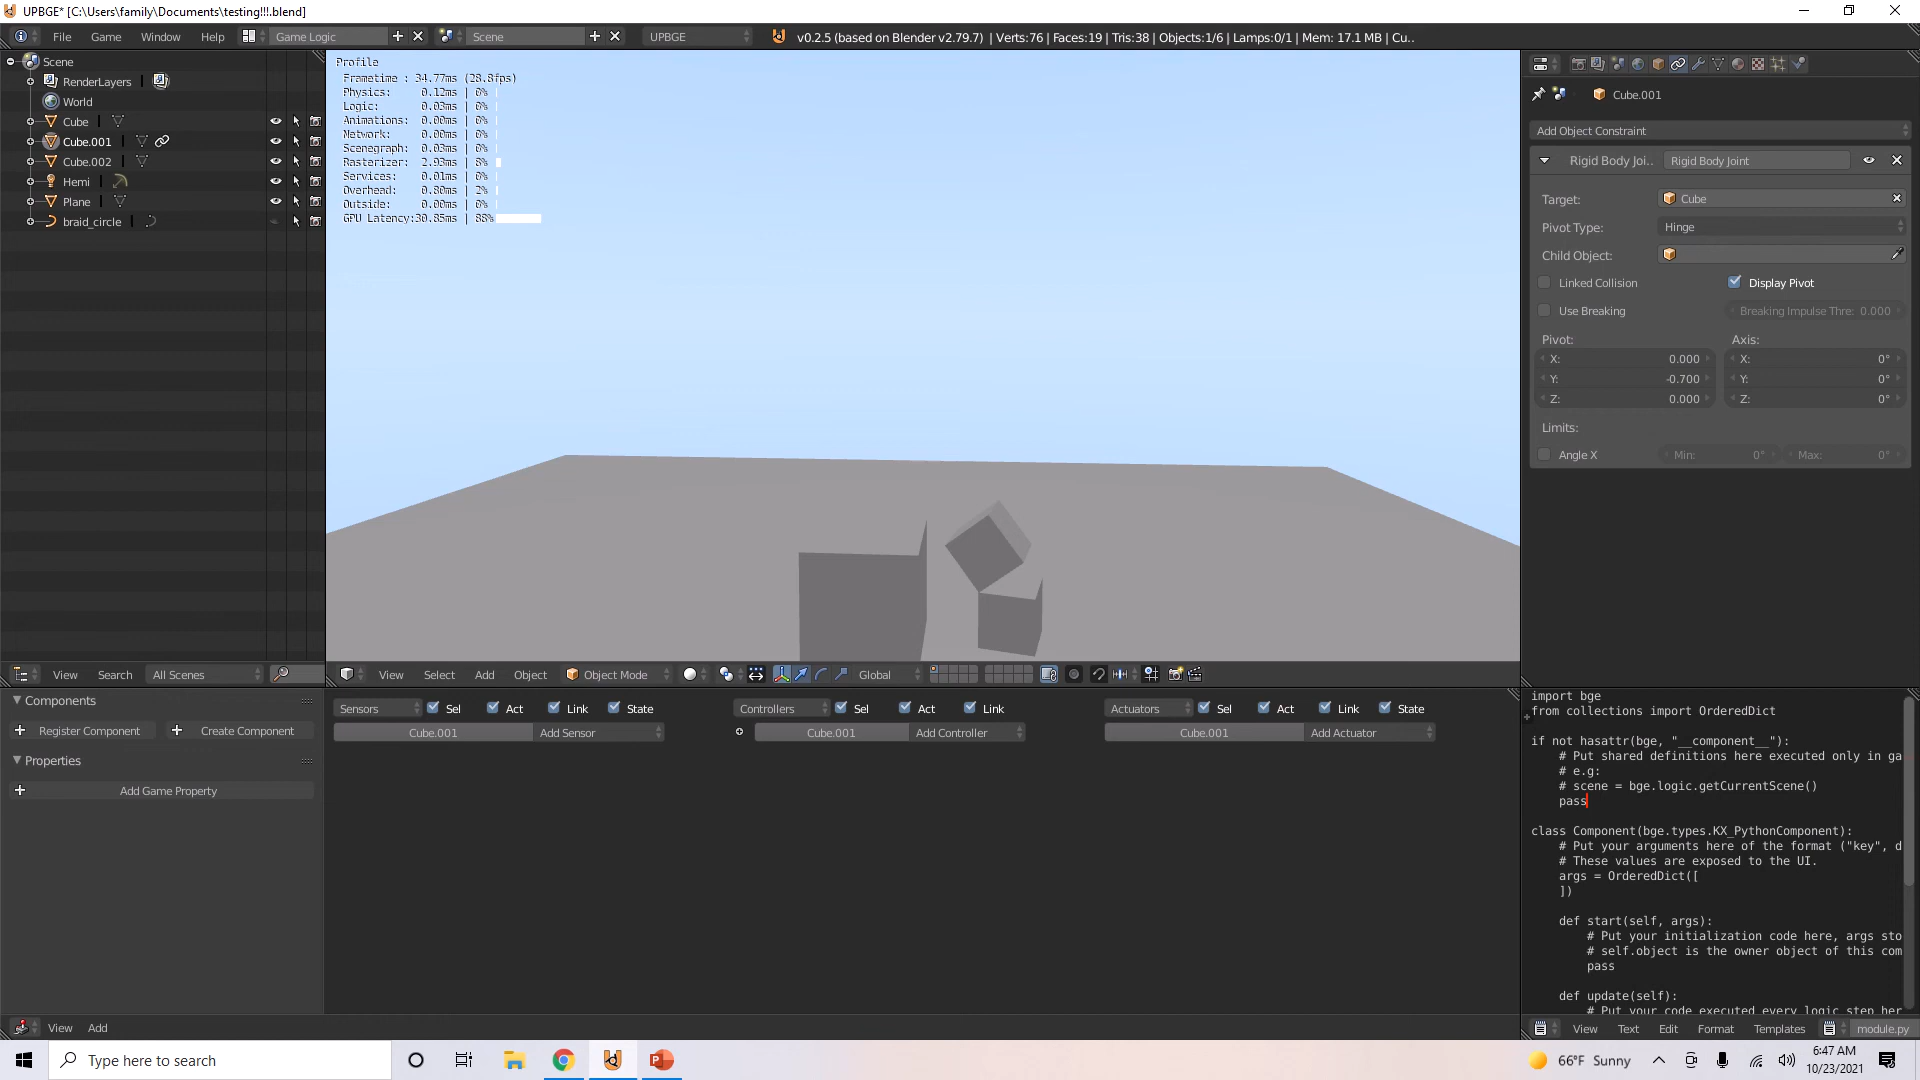 UPBGE* [C:\Users\family\Documents\testing!!!.blend]
File Game Window Help Game Logic Scene UPBGE v0.2.5 (based on Blender v2.79.7) | Verts:76 | Faces:19 | Tris:38 | Objects:1/6 | Lamps:0/1 | Mem: 17.1 MB | Cu..
Scene
RenderLayers
World
Cube
Cube.001
Cube.002
Hemi
Plane
braid_circle
View Search All Scenes
Profile
Frametime : 34.77ms (28.8fps)
Physics: 0.12ms | 0%
Logic: 0.03ms | 0%
Animations: 0.00ms | 0%
Network: 0.00ms | 0%
Scenegraph: 0.03ms | 0%
Rasterizer: 2.93ms | 8%
Services: 0.01ms | 0%
Overhead: 0.80ms | 2%
Outside: 0.00ms | 0%
GPU Latency:30.85ms | 88%
View Select Add Object Object Mode Global
Cube.001
Add Object Constraint
Rigid Body Joi.. Rigid Body Joint
Target: Cube
Pivot Type: Hinge
Child Object:
Linked Collision Display Pivot
Use Breaking Breaking Impulse Thre: 0.000
Pivot: Axis:
X: 0.000 X: 0°
Y: -0.700 Y: 0°
Z: 0.000 Z: 0°
Limits:
Angle X Min: 0° Max: 0°
Components
Register Component Create Component
Properties
Add Game Property
View Add
Sensors Sel Act Link State Controllers Sel Act Link Actuators Sel Act Link State
Cube.001 Add Sensor Cube.001 Add Controller Cube.001 Add Actuator
import bge
from collections import OrderedDict
if not hasattr(bge, "__component__"):
# Put shared definitions here executed only in ga
# e.g:
# scene = bge.logic.getCurrentScene()
pass
class Component(bge.types.KX_PythonComponent):
# Put your arguments here of the format ("key", d
# These values are exposed to the UI.
args = OrderedDict([
])
def start(self, args):
# Put your initialization code here, args sto
# self.object is the owner object of this com
pass
def update(self):
# Put your code executed every logic step her
View Text Edit Format Templates module.py
Type here to search
66°F Sunny
6:47 AM
10/23/2021